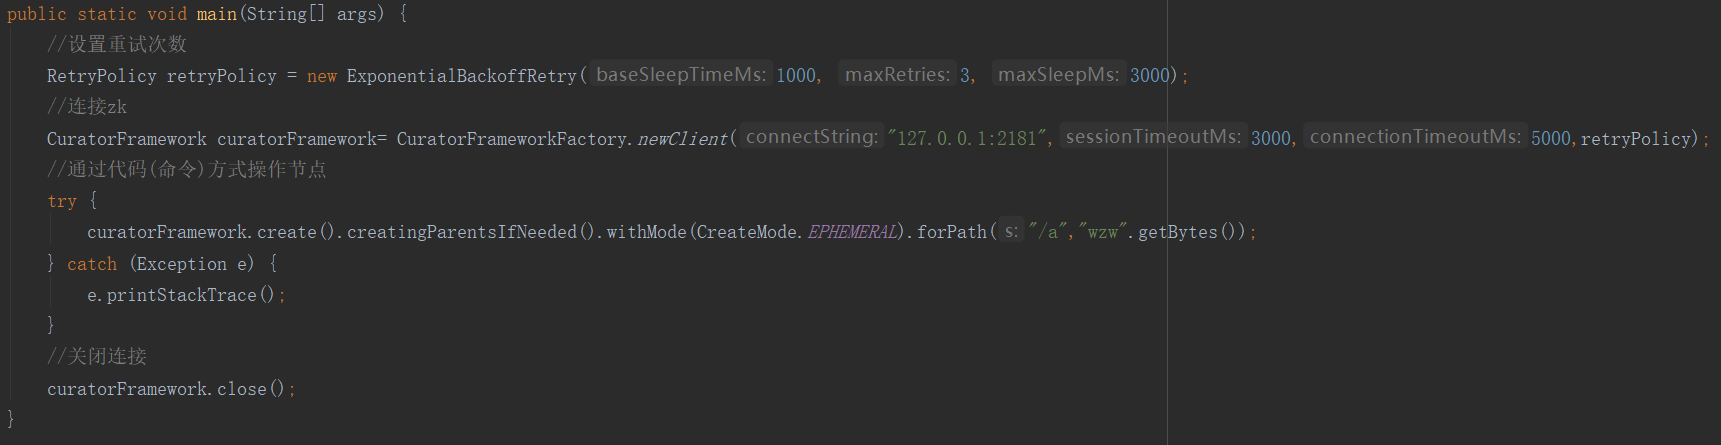 public static void main(String[] args) {
//设置重试次数
RetryPolicy retryPolicy = new ExponentialBackoffRetry( baseSleepTimeMs: 1000, maxRetries: 3, maxSleepMs: 3000);
//连接zk
CuratorFramework curatorFramework= CuratorFrameworkFactory.newClient( connectString: "127.0.0.1:2181", sessionTimeoutMs: 3000, connectionTimeoutMs: 5000,retryPolicy);
//通过代码(命令)方式操作节点
try {
curatorFramework.create().creatingParentsIfNeeded().withMode(CreateMode.EPHEMERAL).forPath( s: "/a","wzw".getBytes());
} catch (Exception e) {
e.printStackTrace();
}
//关闭连接
curatorFramework.close();
}